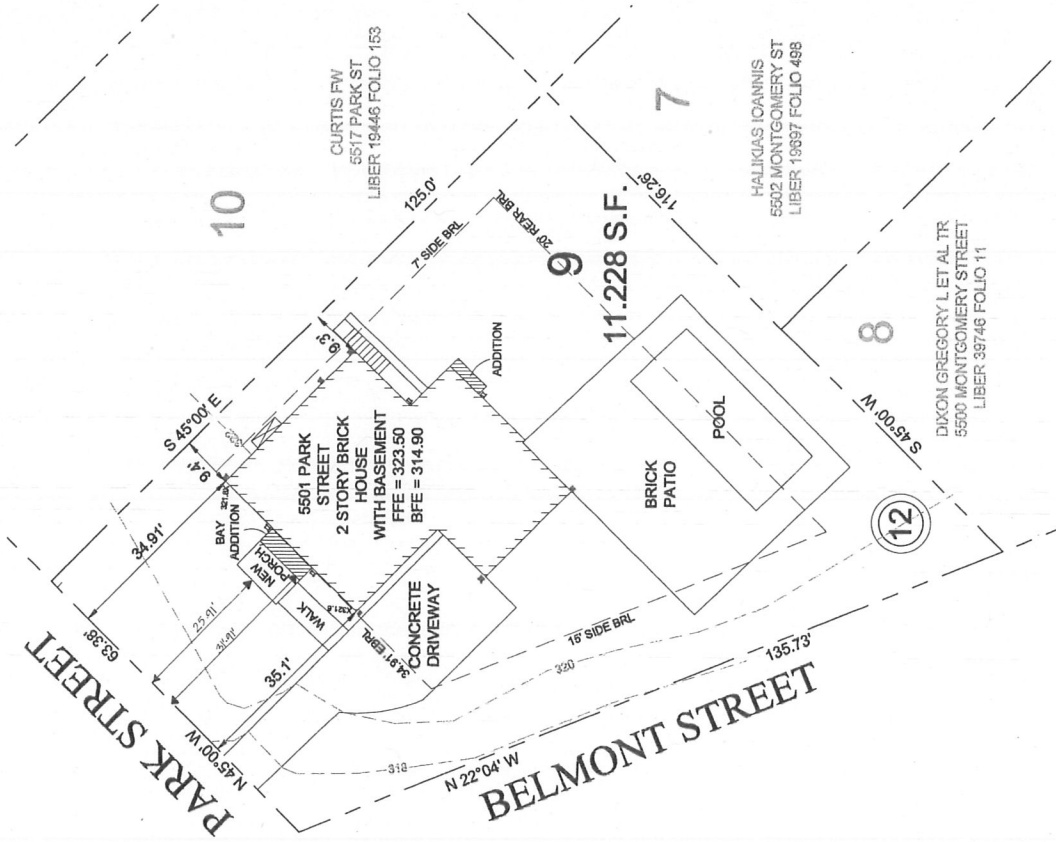 10
CURTIS FW
5517 PARK ST
LIBER 19446 FOLIO 153
7
HALIKIAS IOANNIS
5502 MONTGOMERY ST
LIBER 19697 FOLIO 498
8
DIXON GREGORY L ET AL TR
5500 MONTGOMERY STREET
LIBER 39746 FOLIO 11
9
11,228 S.F.
125.0'
116.26'
7' SIDE BRL
20' REAR BRL
S 45°00' E
9.4'
9.3'
34.91'
63.38'
BAY
ADDITION
NEW
PORCH
WALK
25.91'
35.1'
34.91' EBRL
5501 PARK
STREET
2 STORY BRICK
HOUSE
WITH BASEMENT
FFE = 323.50
BFE = 314.90
ADDITION
CONCRETE
DRIVEWAY
BRICK
PATIO
POOL
12
S 45°00' W
15' SIDE BRL
320
318
135.73'
N 22°04' W
N 45°00' W
PARK STREET
BELMONT STREET